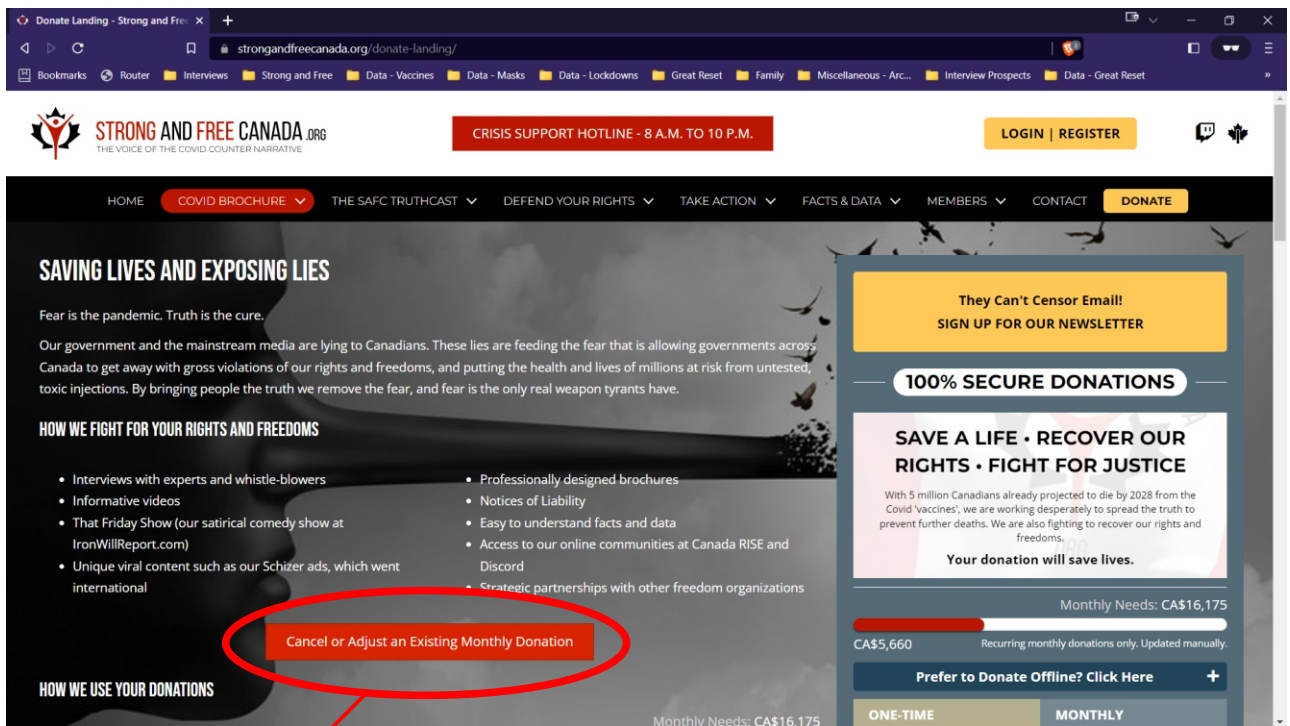 Donate Landing - Strong and Fre
strongandfreecanada.org/donate-landing/
Bookmarks Router Interviews Strong and Free Data - Vaccines Data - Masks Data - Lockdowns Great Reset Family Miscellaneous - Arc... Interview Prospects Data - Great Reset »
STRONG AND FREE CANADA .ORG
THE VOICE OF THE COVID COUNTER NARRATIVE
CRISIS SUPPORT HOTLINE - 8 A.M. TO 10 P.M.
LOGIN | REGISTER
HOME COVID BROCHURE THE SAFC TRUTHCAST DEFEND YOUR RIGHTS TAKE ACTION FACTS & DATA MEMBERS CONTACT DONATE
SAVING LIVES AND EXPOSING LIES
Fear is the pandemic. Truth is the cure.
Our government and the mainstream media are lying to Canadians. These lies are feeding the fear that is allowing governments across
Canada to get away with gross violations of our rights and freedoms, and putting the health and lives of millions at risk from untested,
toxic injections. By bringing people the truth we remove the fear, and fear is the only real weapon tyrants have.
HOW WE FIGHT FOR YOUR RIGHTS AND FREEDOMS
• Interviews with experts and whistle-blowers
• Informative videos
• That Friday Show (our satirical comedy show at
IronWillReport.com)
• Unique viral content such as our Schizer ads, which went
international
• Professionally designed brochures
• Notices of Liability
• Easy to understand facts and data
• Access to our online communities at Canada RISE and
Discord
• Strategic partnerships with other freedom organizations
Cancel or Adjust an Existing Monthly Donation
HOW WE USE YOUR DONATIONS
Monthly Needs: CA$16,175
They Can't Censor Email!
SIGN UP FOR OUR NEWSLETTER
100% SECURE DONATIONS
SAVE A LIFE • RECOVER OUR
RIGHTS • FIGHT FOR JUSTICE
With 5 million Canadians already projected to die by 2028 from the
Covid 'vaccines', we are working desperately to spread the truth to
prevent further deaths. We are also fighting to recover our rights and
freedoms.
Your donation will save lives.
Monthly Needs: CA$16,175
CA$5,660 Recurring monthly donations only. Updated manually.
Prefer to Donate Offline? Click Here +
ONE-TIME MONTHLY